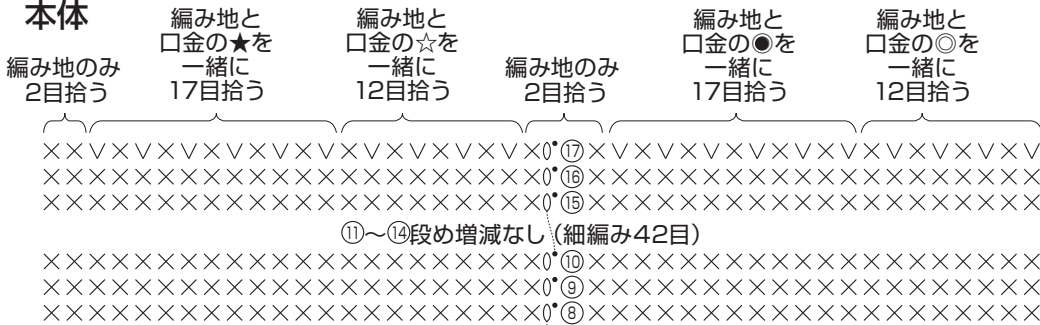 本体
編み地のみ
2目拾う
編み地と
口金の★を
一緒に
17目拾う
編み地と
口金の☆を
一緒に
12目拾う
編み地のみ
2目拾う
編み地と
口金の◉を
一緒に
17目拾う
編み地と
口金の◎を
一緒に
12目拾う
⑰
⑯
⑮
⑪～⑭段め増減なし（細編み42目）
⑩
⑨
⑧